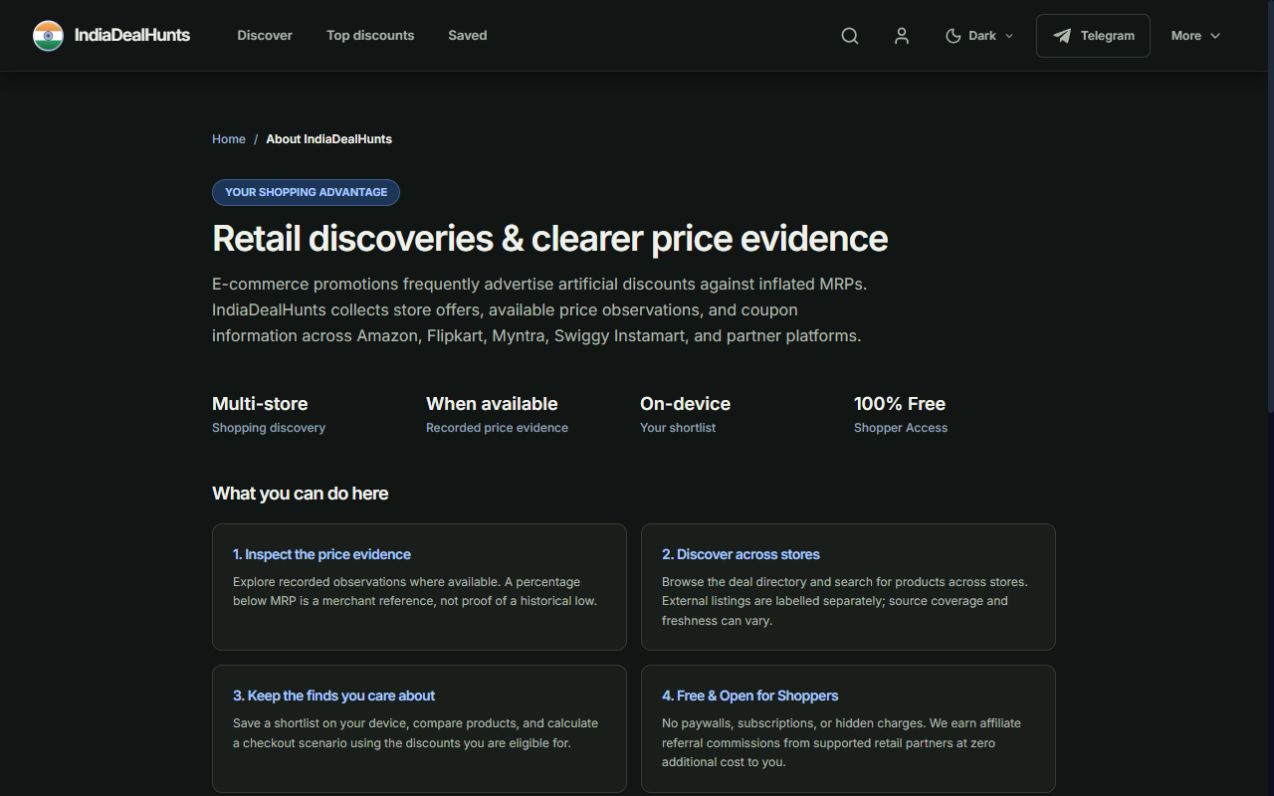 IndiaDealHunts
Discover
Top discounts
Saved
Dark
Telegram
More
Home / About IndiaDealHunts
YOUR SHOPPING ADVANTAGE
Retail discoveries & clearer price evidence
E-commerce promotions frequently advertise artificial discounts against inflated MRPs.
IndiaDealHunts collects store offers, available price observations, and coupon
information across Amazon, Flipkart, Myntra, Swiggy Instamart, and partner platforms.
Multi-store
Shopping discovery
When available
Recorded price evidence
On-device
Your shortlist
100% Free
Shopper Access
What you can do here
1. Inspect the price evidence
Explore recorded observations where available. A percentage
below MRP is a merchant reference, not proof of a historical low.
2. Discover across stores
Browse the deal directory and search for products across stores.
External listings are labelled separately; source coverage and
freshness can vary.
3. Keep the finds you care about
Save a shortlist on your device, compare products, and calculate
a checkout scenario using the discounts you are eligible for.
4. Free & Open for Shoppers
No paywalls, subscriptions, or hidden charges. We earn affiliate
referral commissions from supported retail partners at zero
additional cost to you.